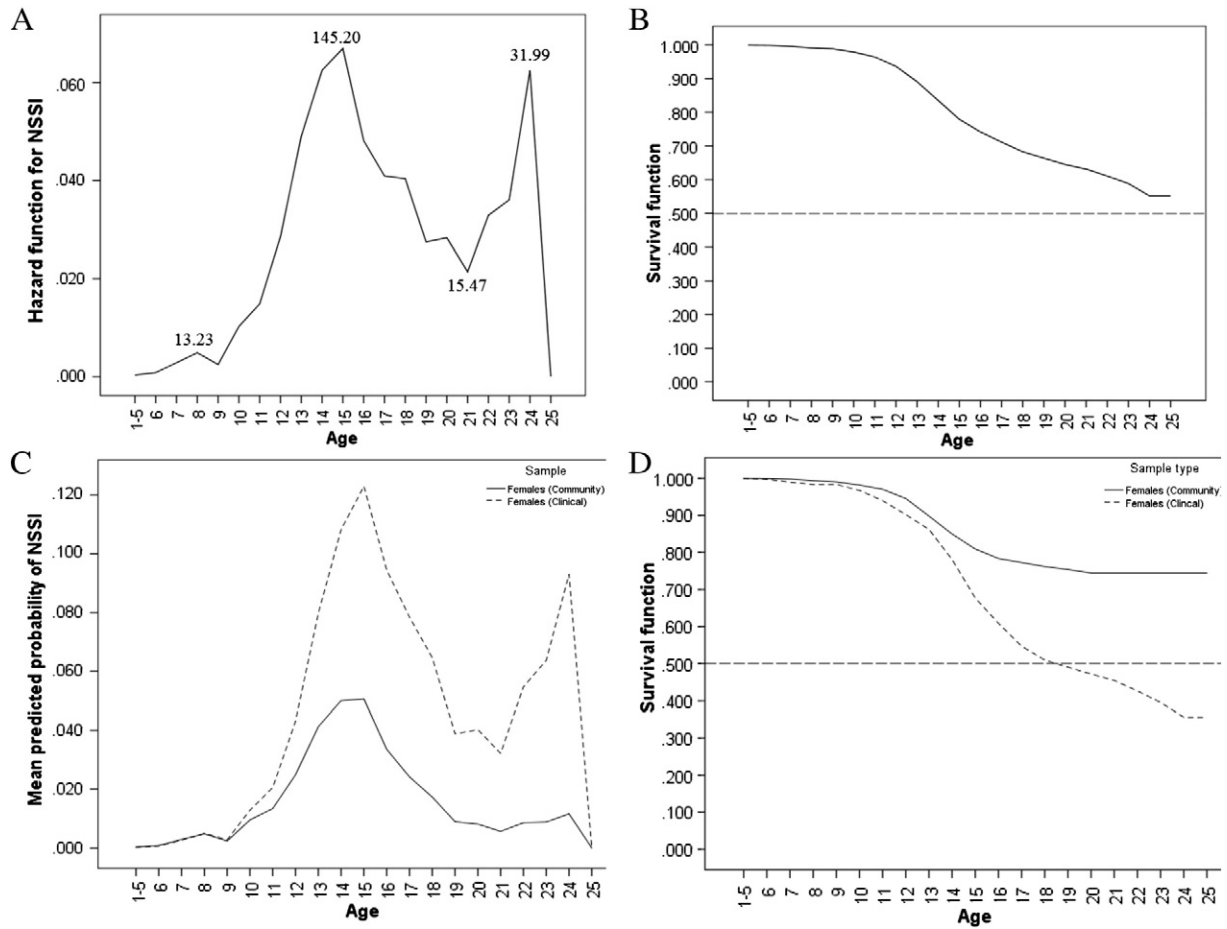 A
Hazard function for NSSI
.060
.040
.020
.000
13.23
145.20
15.47
31.99
1-5 6 7 8 9 10 11 12 13 14 15 16 17 18 19 20 21 22 23 24 25
Age
B
Survival function
1.000
.900
.800
.700
.600
.500
.400
.300
.200
.100
.000
1-5 6 7 8 9 10 11 12 13 14 15 16 17 18 19 20 21 22 23 24 25
Age
C
Mean predicted probability of NSSI
.120
.100
.080
.060
.040
.020
.000
Sample
Females (Community)
Females (Clinical)
1-5 6 7 8 9 10 11 12 13 14 15 16 17 18 19 20 21 22 23 24 25
Age
D
Survival function
1.000
.900
.800
.700
.600
.500
.400
.300
.200
.100
.000
Sample type
Females (Community)
Females (Clincal)
1-5 6 7 8 9 10 11 12 13 14 15 16 17 18 19 20 21 22 23 24 25
Age